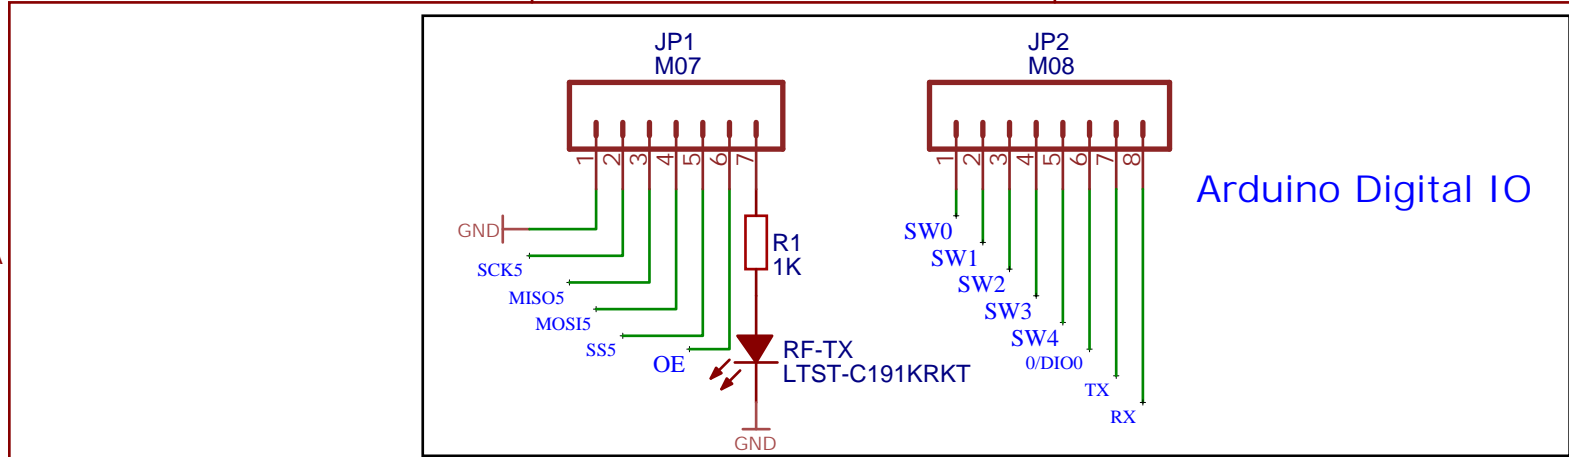 JP1
M07
1
2
3
4
5
6
7
GND
SCK5
MISO5
MOSI5
SS5
OE
R1
1K
RF-TX
LTST-C191KRKT
GND
JP2
M08
1
2
3
4
5
6
7
8
SW0
SW1
SW2
SW3
SW4
0/DIO0
TX
RX
Arduino Digital IO